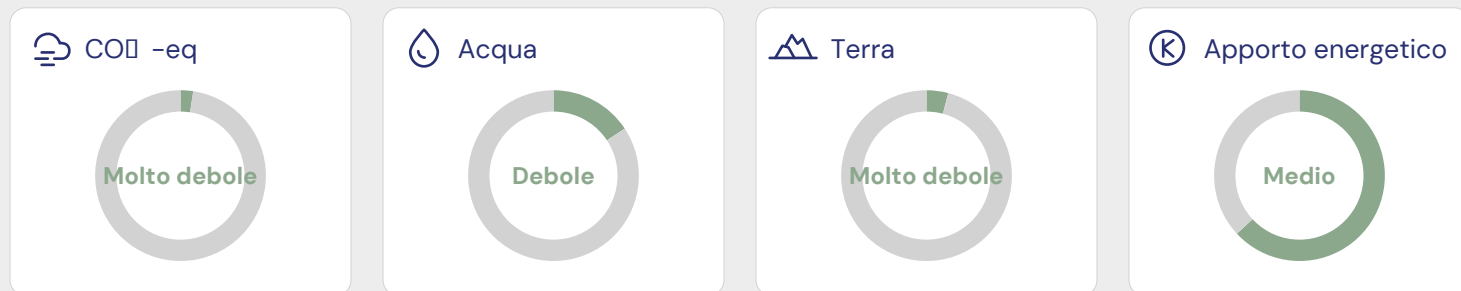 CO▯ -eq
Acqua
Terra
Apporto energetico
Molto debole
Debole
Molto debole
Medio